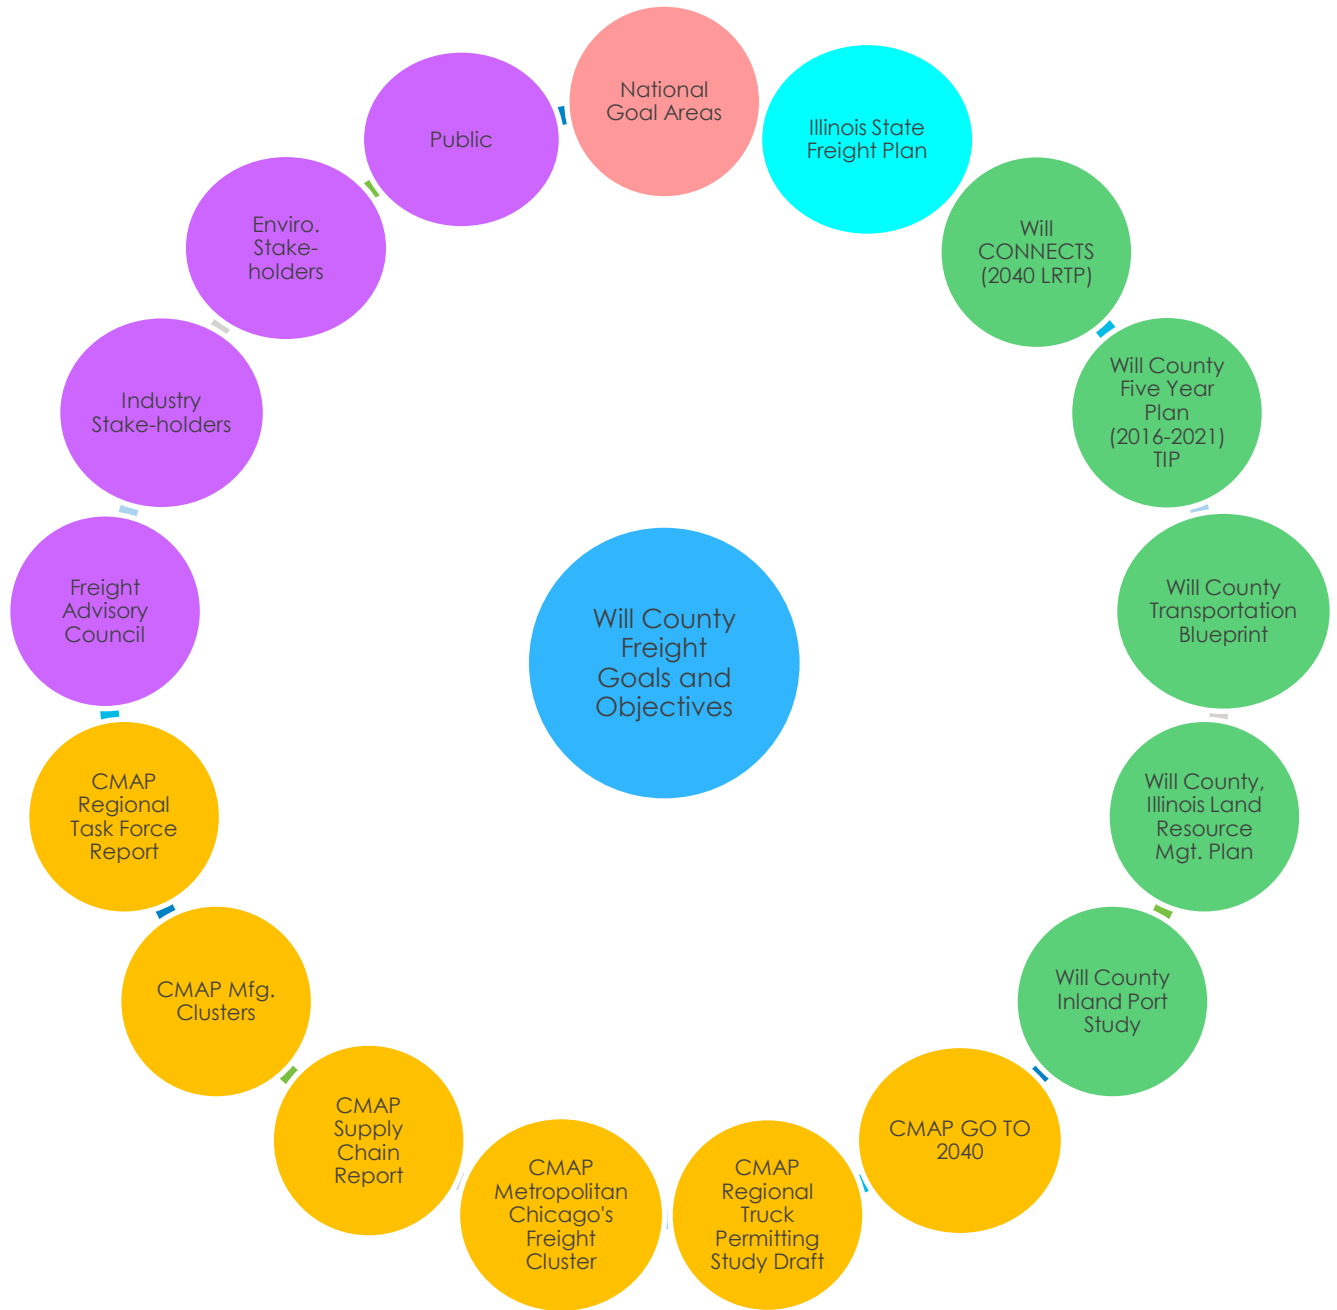 National
Goal Areas
Illinois State
Freight Plan
Will
CONNECTS
(2040 LRTP)
Will County
Five Year
Plan
(2016-2021)
TIP
Will County
Transportation
Blueprint
Will County,
Illinois Land
Resource
Mgt. Plan
Will County
Inland Port
Study
CMAP GO TO
2040
CMAP
Regional
Truck
Permitting
Study Draft
CMAP
Metropolitan
Chicago's
Freight
Cluster
CMAP
Supply
Chain
Report
CMAP Mfg.
Clusters
CMAP
Regional
Task Force
Report
Freight
Advisory
Council
Industry
Stake-holders
Enviro.
Stake-
holders
Public
Will County
Freight
Goals and
Objectives